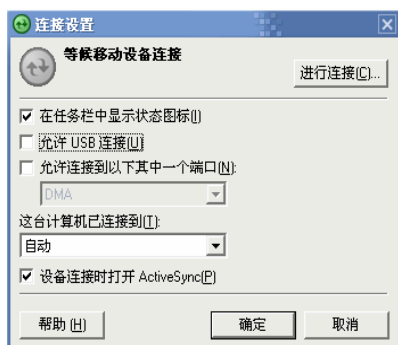 连接设置
等候移动设备连接
进行连接(C)...
在任务栏中显示状态图标(I)
允许 USB 连接(U)
允许连接到以下其中一个端口(N):
DMA
这台计算机已连接到(T):
自动
设备连接时打开 ActiveSync(P)
帮助(H)
确定
取消